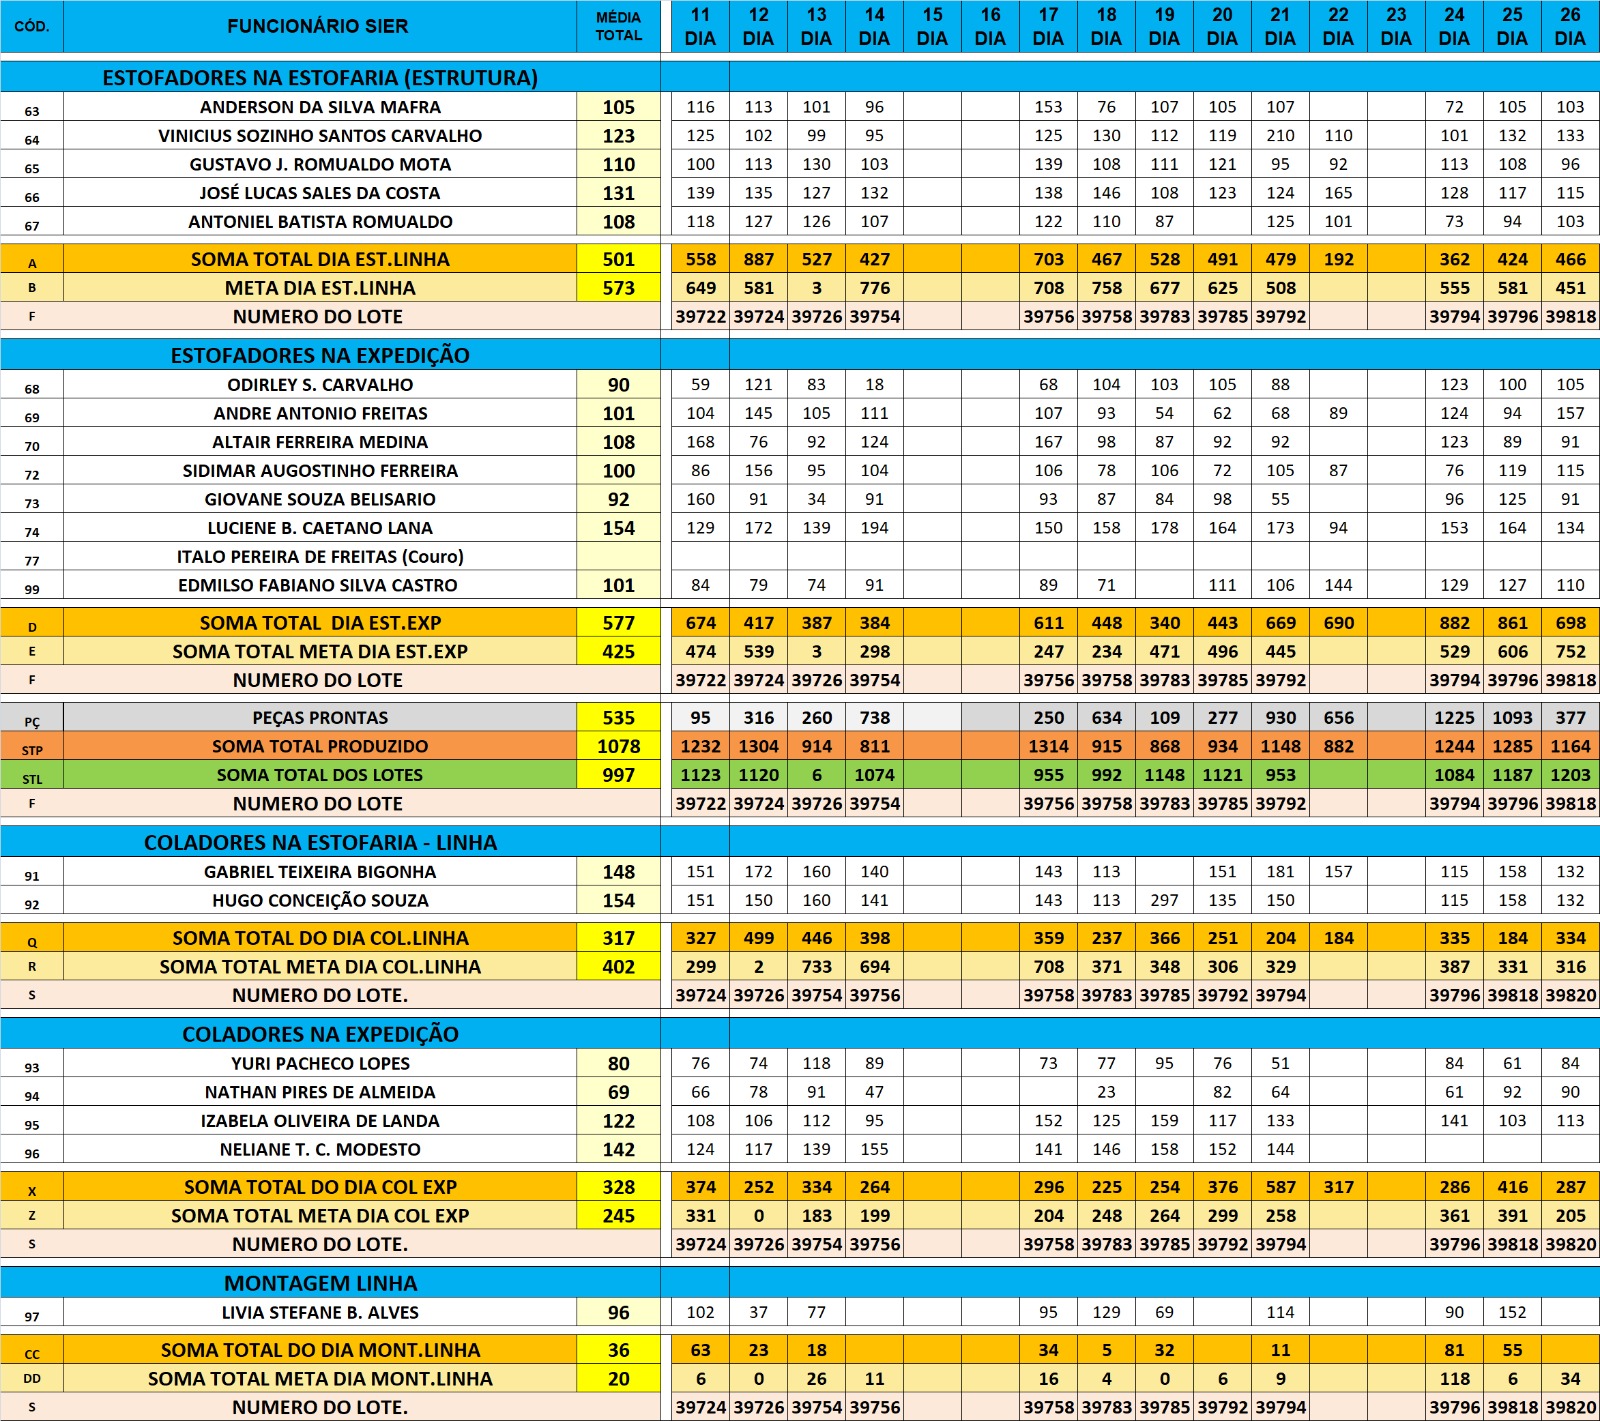 CÓD. FUNCIONÁRIO SIER MÉDIA TOTAL 11 DIA 12 DIA 13 DIA 14 DIA 15 DIA 16 DIA 17 DIA 18 DIA 19 DIA 20 DIA 21 DIA 22 DIA 23 DIA 24 DIA 25 DIA 26 DIA
ESTOFADORES NA ESTOFARIA (ESTRUTURA)
63 ANDERSON DA SILVA MAFRA 105 116 113 101 96 153 76 107 105 107 72 105 103
64 VINICIUS SOZINHO SANTOS CARVALHO 123 125 102 99 95 125 130 112 119 210 110 101 132 133
65 GUSTAVO J. ROMUALDO MOTA 110 100 113 130 103 139 108 111 121 95 92 113 108 96
66 JOSÉ LUCAS SALES DA COSTA 131 139 135 127 132 138 146 108 123 124 165 128 117 115
67 ANTONIEL BATISTA ROMUALDO 108 118 127 126 107 122 110 87 125 101 73 94 103
A SOMA TOTAL DIA EST.LINHA 501 558 887 527 427 703 467 528 491 479 192 362 424 466
B META DIA EST.LINHA 573 649 581 3 776 708 758 677 625 508 555 581 451
F NUMERO DO LOTE 39722 39724 39726 39754 39756 39758 39783 39785 39792 39794 39796 39818
ESTOFADORES NA EXPEDIÇÃO
68 ODIRLEY S. CARVALHO 90 59 121 83 18 68 104 103 105 88 123 100 105
69 ANDRE ANTONIO FREITAS 101 104 145 105 111 107 93 54 62 68 89 124 94 157
70 ALTAIR FERREIRA MEDINA 108 168 76 92 124 167 98 87 92 92 123 89 91
72 SIDIMAR AUGOSTINHO FERREIRA 100 86 156 95 104 106 78 106 72 105 87 76 119 115
73 GIOVANE SOUZA BELISARIO 92 160 91 34 91 93 87 84 98 55 96 125 91
74 LUCIENE B. CAETANO LANA 154 129 172 139 194 150 158 178 164 173 94 153 164 134
77 ITALO PEREIRA DE FREITAS (Couro)
99 EDMILSO FABIANO SILVA CASTRO 101 84 79 74 91 89 71 111 106 144 129 127 110
D SOMA TOTAL DIA EST.EXP 577 674 417 387 384 611 448 340 443 669 690 882 861 698
E SOMA TOTAL META DIA EST.EXP 425 474 539 3 298 247 234 471 496 445 529 606 752
F NUMERO DO LOTE 39722 39724 39726 39754 39756 39758 39783 39785 39792 39794 39796 39818
PÇ PEÇAS PRONTAS 535 95 316 260 738 250 634 109 277 930 656 1225 1093 377
STP SOMA TOTAL PRODUZIDO 1078 1232 1304 914 811 1314 915 868 934 1148 882 1244 1285 1164
STL SOMA TOTAL DOS LOTES 997 1123 1120 6 1074 955 992 1148 1121 953 1084 1187 1203
F NUMERO DO LOTE 39722 39724 39726 39754 39756 39758 39783 39785 39792 39794 39796 39818
COLADORES NA ESTOFARIA - LINHA
91 GABRIEL TEIXEIRA BIGONHA 148 151 172 160 140 143 113 151 181 157 115 158 132
92 HUGO CONCEIÇÃO SOUZA 154 151 150 160 141 143 113 297 135 150 115 158 132
Q SOMA TOTAL DO DIA COL.LINHA 317 327 499 446 398 359 237 366 251 204 184 335 184 334
R SOMA TOTAL META DIA COL.LINHA 402 299 2 733 694 708 371 348 306 329 387 331 316
S NUMERO DO LOTE. 39724 39726 39754 39756 39758 39783 39785 39792 39794 39796 39818 39820
COLADORES NA EXPEDIÇÃO
93 YURI PACHECO LOPES 80 76 74 118 89 73 77 95 76 51 84 61 84
94 NATHAN PIRES DE ALMEIDA 69 66 78 91 47 23 82 64 61 92 90
95 IZABELA OLIVEIRA DE LANDA 122 108 106 112 95 152 125 159 117 133 141 103 113
96 NELIANE T. C. MODESTO 142 124 117 139 155 141 146 158 152 144
X SOMA TOTAL DO DIA COL EXP 328 374 252 334 264 296 225 254 376 587 317 286 416 287
Z SOMA TOTAL META DIA COL EXP 245 331 0 183 199 204 248 264 299 258 361 391 205
S NUMERO DO LOTE. 39724 39726 39754 39756 39758 39783 39785 39792 39794 39796 39818 39820
MONTAGEM LINHA
97 LIVIA STEFANE B. ALVES 96 102 37 77 95 129 69 114 90 152
CC SOMA TOTAL DO DIA MONT.LINHA 36 63 23 18 34 5 32 11 81 55
DD SOMA TOTAL META DIA MONT.LINHA 20 6 0 26 11 16 4 0 6 9 118 6 34
S NUMERO DO LOTE. 39724 39726 39754 39756 39758 39783 39785 39792 39794 39796 39818 39820